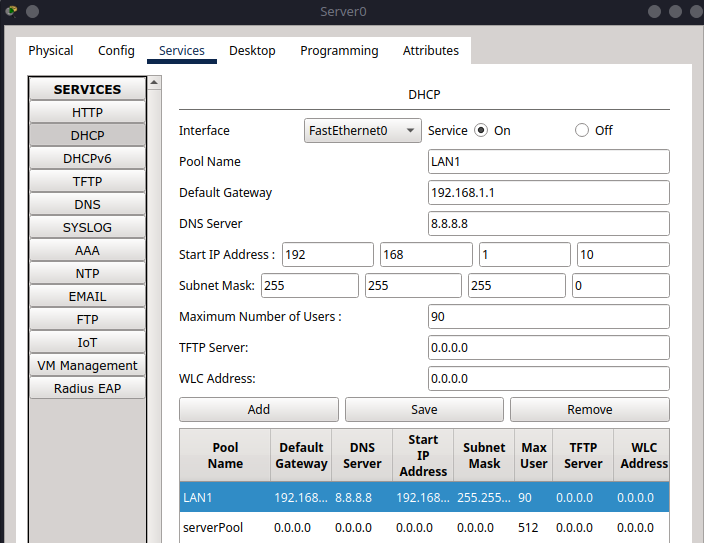 Server0
Physical Config Services Desktop Programming Attributes
SERVICES
HTTP
DHCP
DHCPv6
TFTP
DNS
SYSLOG
AAA
NTP
EMAIL
FTP
IoT
VM Management
Radius EAP
DHCP
Interface FastEthernet0 Service On Off
Pool Name LAN1
Default Gateway 192.168.1.1
DNS Server 8.8.8.8
Start IP Address : 192 168 1 10
Subnet Mask: 255 255 255 0
Maximum Number of Users : 90
TFTP Server: 0.0.0.0
WLC Address: 0.0.0.0
Add Save Remove
Pool Name Default Gateway DNS Server Start IP Address Subnet Mask Max User TFTP Server WLC Address
LAN1 192.168... 8.8.8.8 192.168... 255.255... 90 0.0.0.0 0.0.0.0
serverPool 0.0.0.0 0.0.0.0 0.0.0.0 0.0.0.0 512 0.0.0.0 0.0.0.0